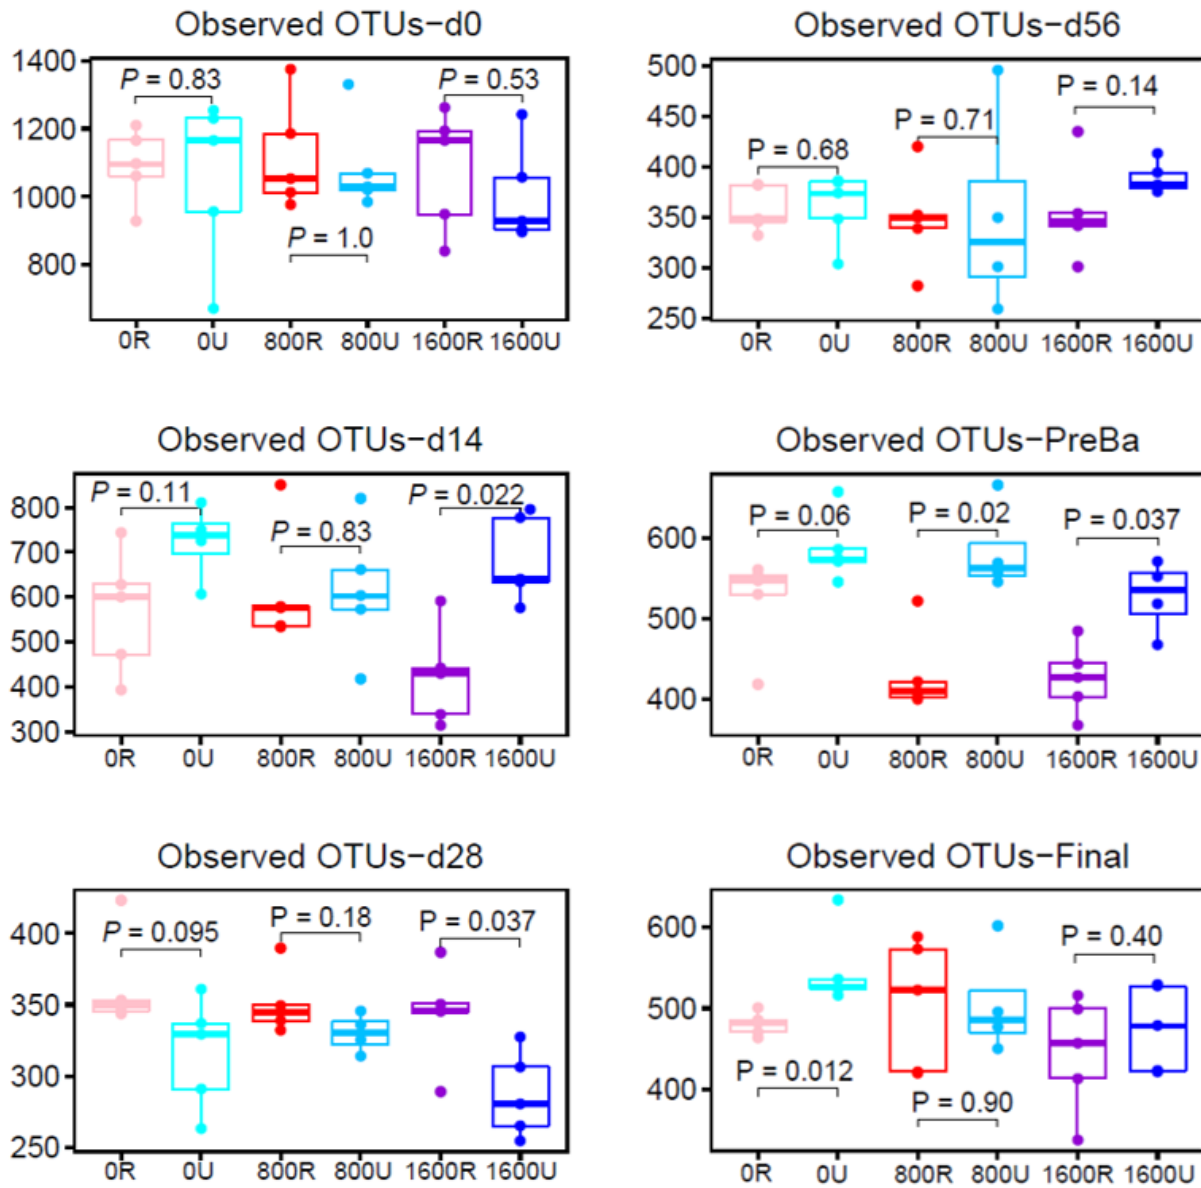 Observed OTUs−d0
1400
1200
1000
800
P = 0.83
P = 1.0
P = 0.53
0R 0U 800R 800U 1600R 1600U
Observed OTUs−d56
500
450
400
350
300
250
P = 0.68
P = 0.71
P = 0.14
0R 0U 800R 800U 1600R 1600U
Observed OTUs−d14
800
700
600
500
400
300
P = 0.11
P = 0.83
P = 0.022
0R 0U 800R 800U 1600R 1600U
Observed OTUs−PreBa
600
500
400
P = 0.06
P = 0.02
P = 0.037
0R 0U 800R 800U 1600R 1600U
Observed OTUs−d28
400
350
300
250
P = 0.095
P = 0.18
P = 0.037
0R 0U 800R 800U 1600R 1600U
Observed OTUs−Final
600
500
400
P = 0.012
P = 0.90
P = 0.40
0R 0U 800R 800U 1600R 1600U